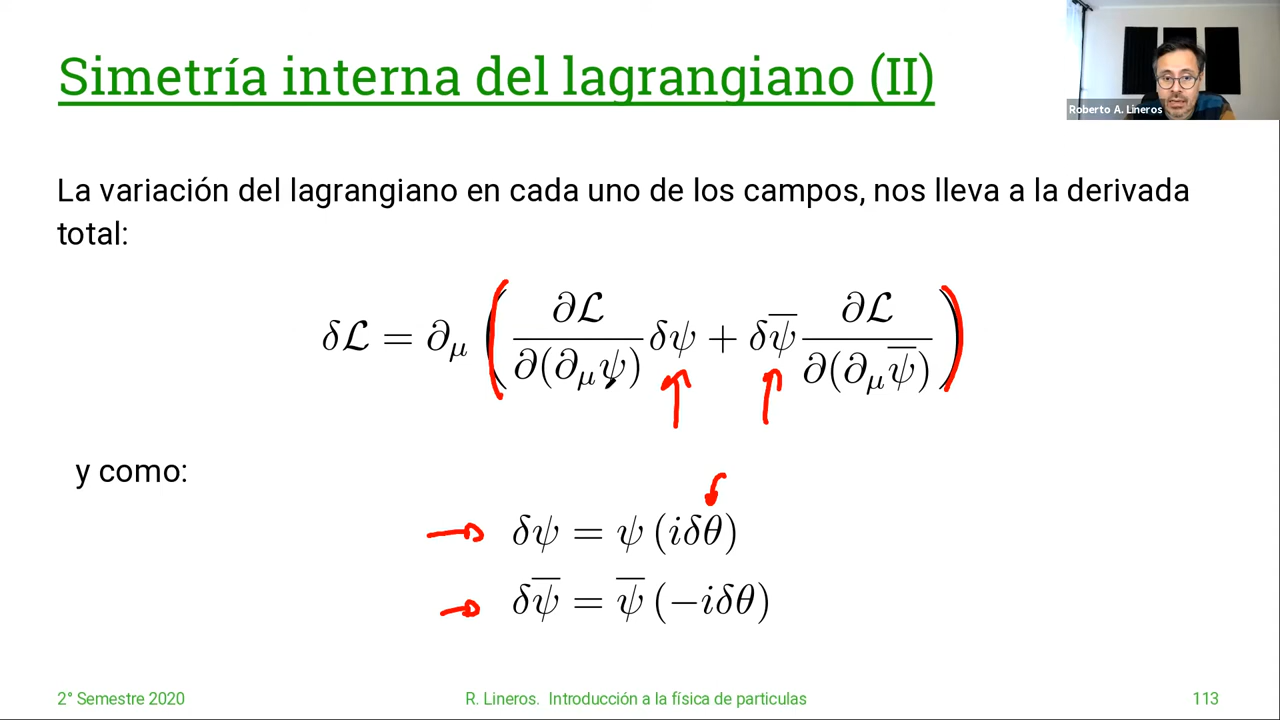 Simetría interna del lagrangiano (II)
Roberto A. Lineros
La variación del lagrangiano en cada uno de los campos, nos lleva a la derivada
total:
δℒ = ∂_μ ( ∂ℒ/∂(∂_μψ) δψ + δψ̅ ∂ℒ/∂(∂_μψ̅) )
y como:
δψ = ψ (iδθ)
δψ̅ = ψ̅ (−iδθ)
2° Semestre 2020
R. Lineros. Introducción a la física de particulas
113